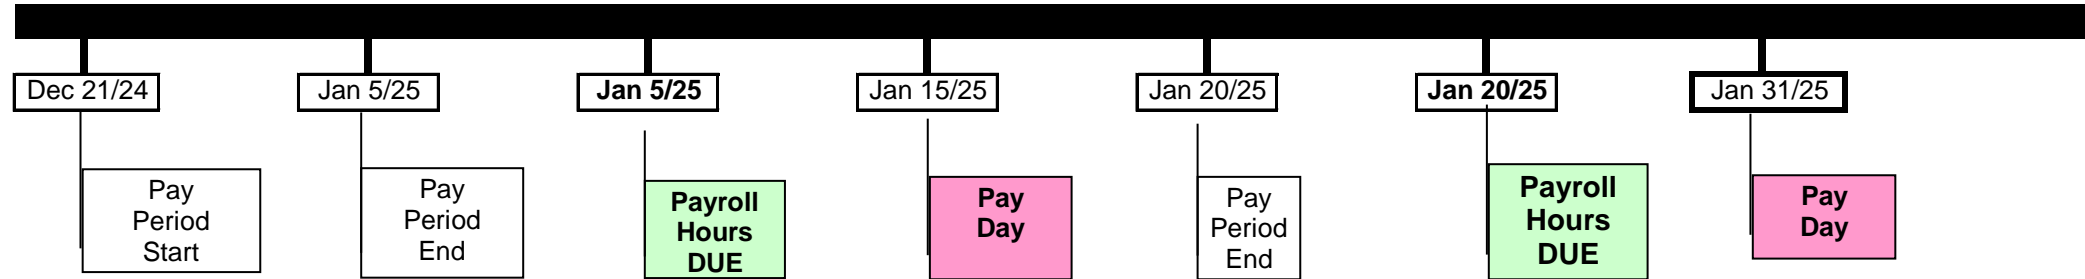 Dec 21/24
Jan 5/25
Jan 5/25
Jan 15/25
Jan 20/25
Jan 20/25
Jan 31/25
Pay
Period
Start
Pay
Period
End
Payroll
Hours
DUE
Pay
Day
Pay
Period
End
Payroll
Hours
DUE
Pay
Day